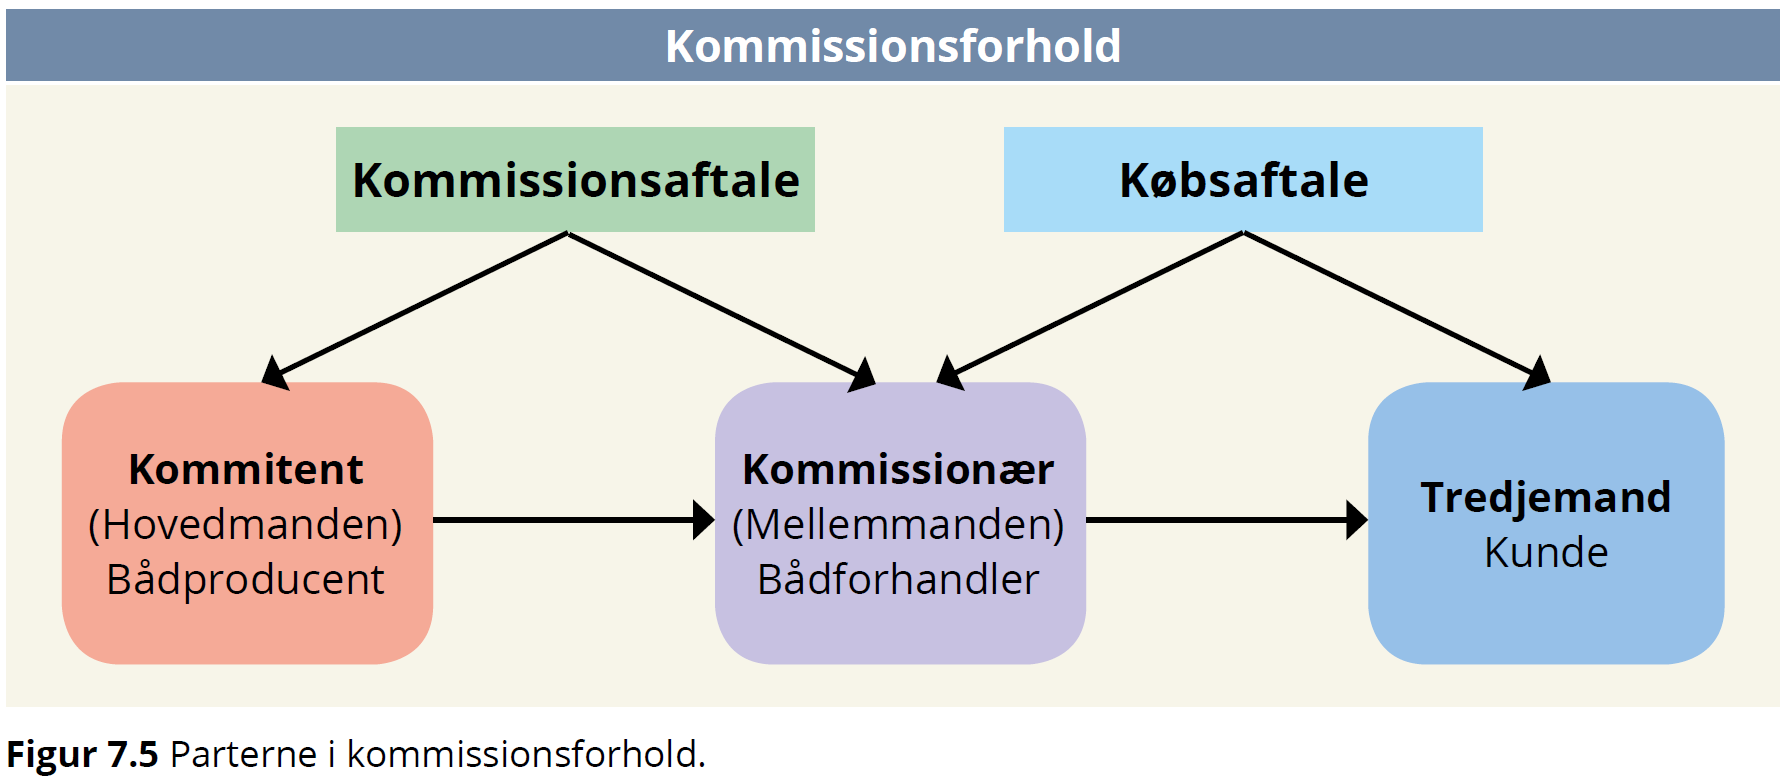 Kommissionsforhold
Kommissionsaftale
Købsaftale
Kommitent
(Hovedmanden)
Bådproducent
Kommissionær
(Mellemmanden)
Bådforhandler
Tredjemand
Kunde
Figur 7.5 Parterne i kommissionsforhold.